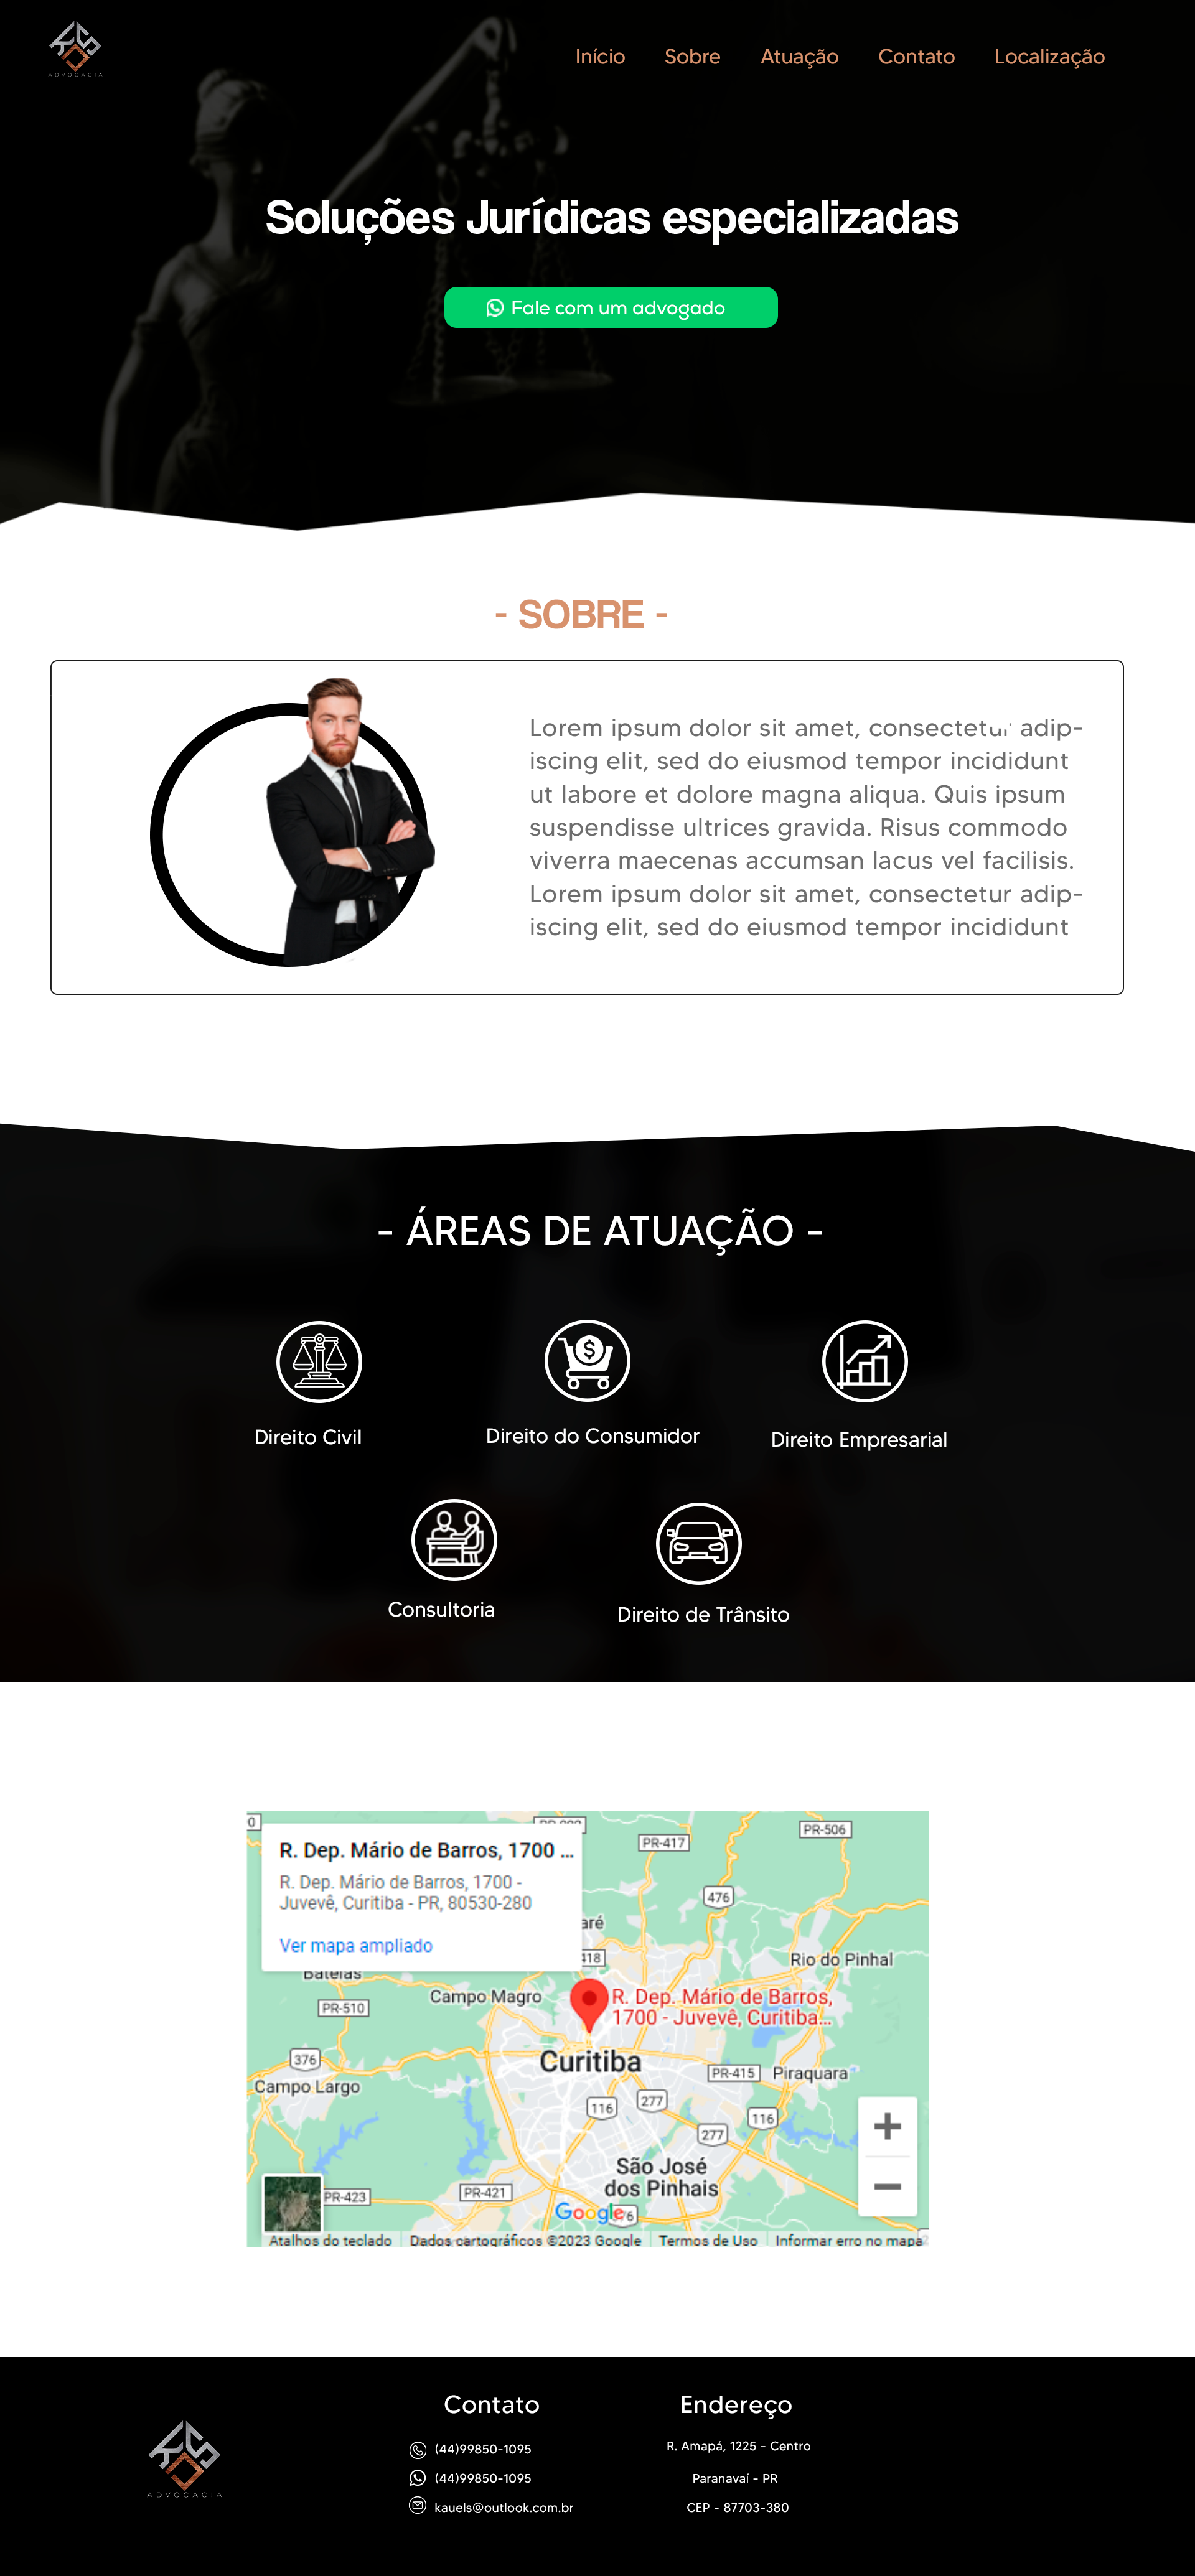 ADVOCACIA
Início Sobre Atuação Contato Localização
Soluções Jurídicas especializadas
Fale com um advogado
- SOBRE -
Lorem ipsum dolor sit amet, consectetur adip-
iscing elit, sed do eiusmod tempor incididunt
ut labore et dolore magna aliqua. Quis ipsum
suspendisse ultrices gravida. Risus commodo
viverra maecenas accumsan lacus vel facilisis.
Lorem ipsum dolor sit amet, consectetur adip-
iscing elit, sed do eiusmod tempor incididunt
- ÁREAS DE ATUAÇÃO -
Direito Civil
Direito do Consumidor
Direito Empresarial
Consultoria
Direito de Trânsito
R. Dep. Mário de Barros, 1700 ...
R. Dep. Mário de Barros, 1700 -
Juvevê, Curitiba - PR, 80530-280
Ver mapa ampliado
PR-417
PR-506
476
418
Rio do Pinhal
Campo Magro
PR-510
R. Dep. Mário de Barros,
1700 - Juvevê, Curitiba...
376
Curitiba
PR-415
Piraquara
Campo Largo
116
277
116
277
São José
dos Pinhais
PR-423
PR-421
Google
Atalhos do teclado
Dados cartográficos ©2023 Google
Termos de Uso
Informar erro no mapa
ADVOCACIA
Contato
(44)99850-1095
(44)99850-1095
kauels@outlook.com.br
Endereço
R. Amapá, 1225 - Centro
Paranavaí - PR
CEP - 87703-380